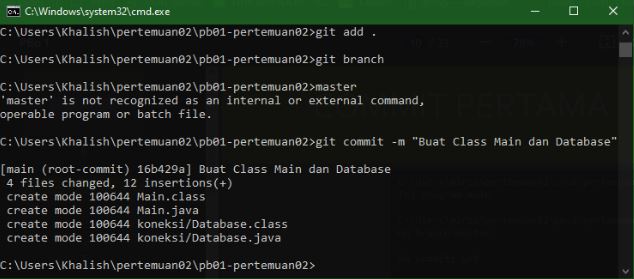 C:\Windows\system32\cmd.exe
C:\Users\Khalish\pertemuan02\pb01-pertemuan02>git add .
C:\Users\Khalish\pertemuan02\pb01-pertemuan02>git branch
C:\Users\Khalish\pertemuan02\pb01-pertemuan02>master
'master' is not recognized as an internal or external command,
operable program or batch file.
C:\Users\Khalish\pertemuan02\pb01-pertemuan02>git commit -m "Buat Class Main dan Database"
[main (root-commit) 16b429a] Buat Class Main dan Database
4 files changed, 12 insertions(+)
create mode 100644 Main.class
create mode 100644 Main.java
create mode 100644 koneksi/Database.class
create mode 100644 koneksi/Database.java
C:\Users\Khalish\pertemuan02\pb01-pertemuan02>